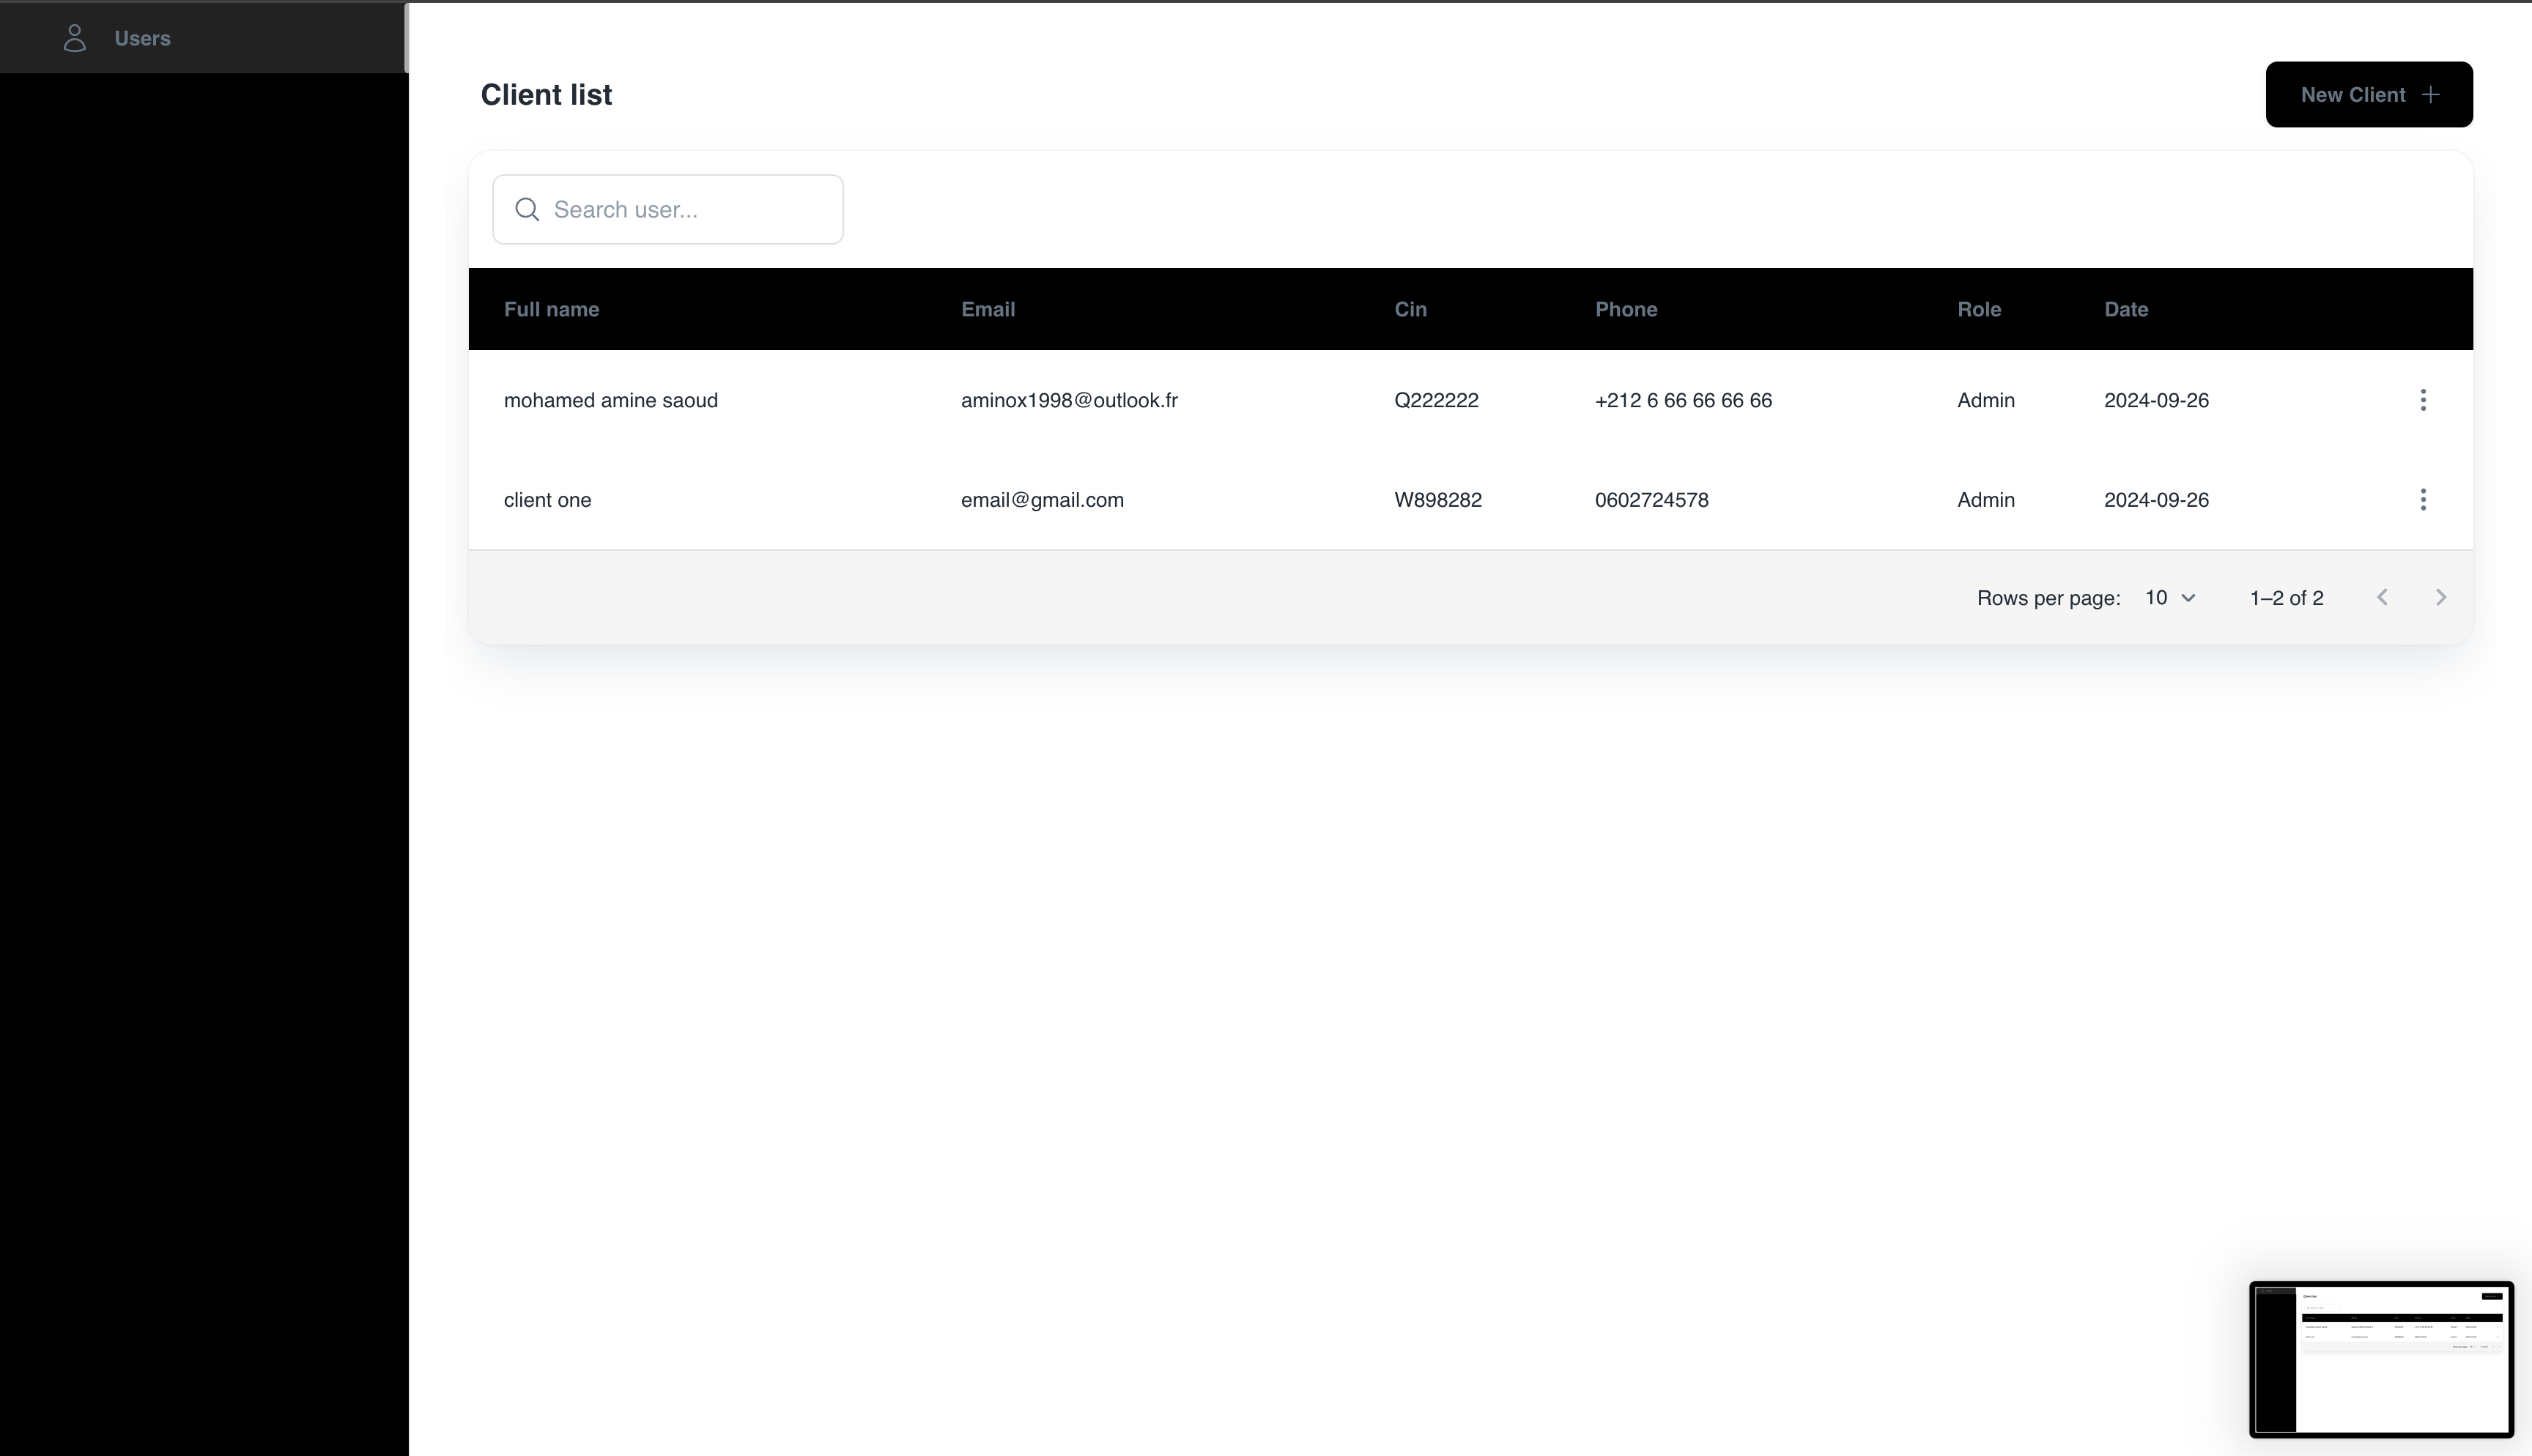 Users
Client list
New Client
Search user...
Full name Email Cin Phone Role Date
mohamed amine saoud aminox1998@outlook.fr Q222222 +212 6 66 66 66 66 Admin 2024-09-26
client one email@gmail.com W898282 0602724578 Admin 2024-09-26
Rows per page: 10 1–2 of 2